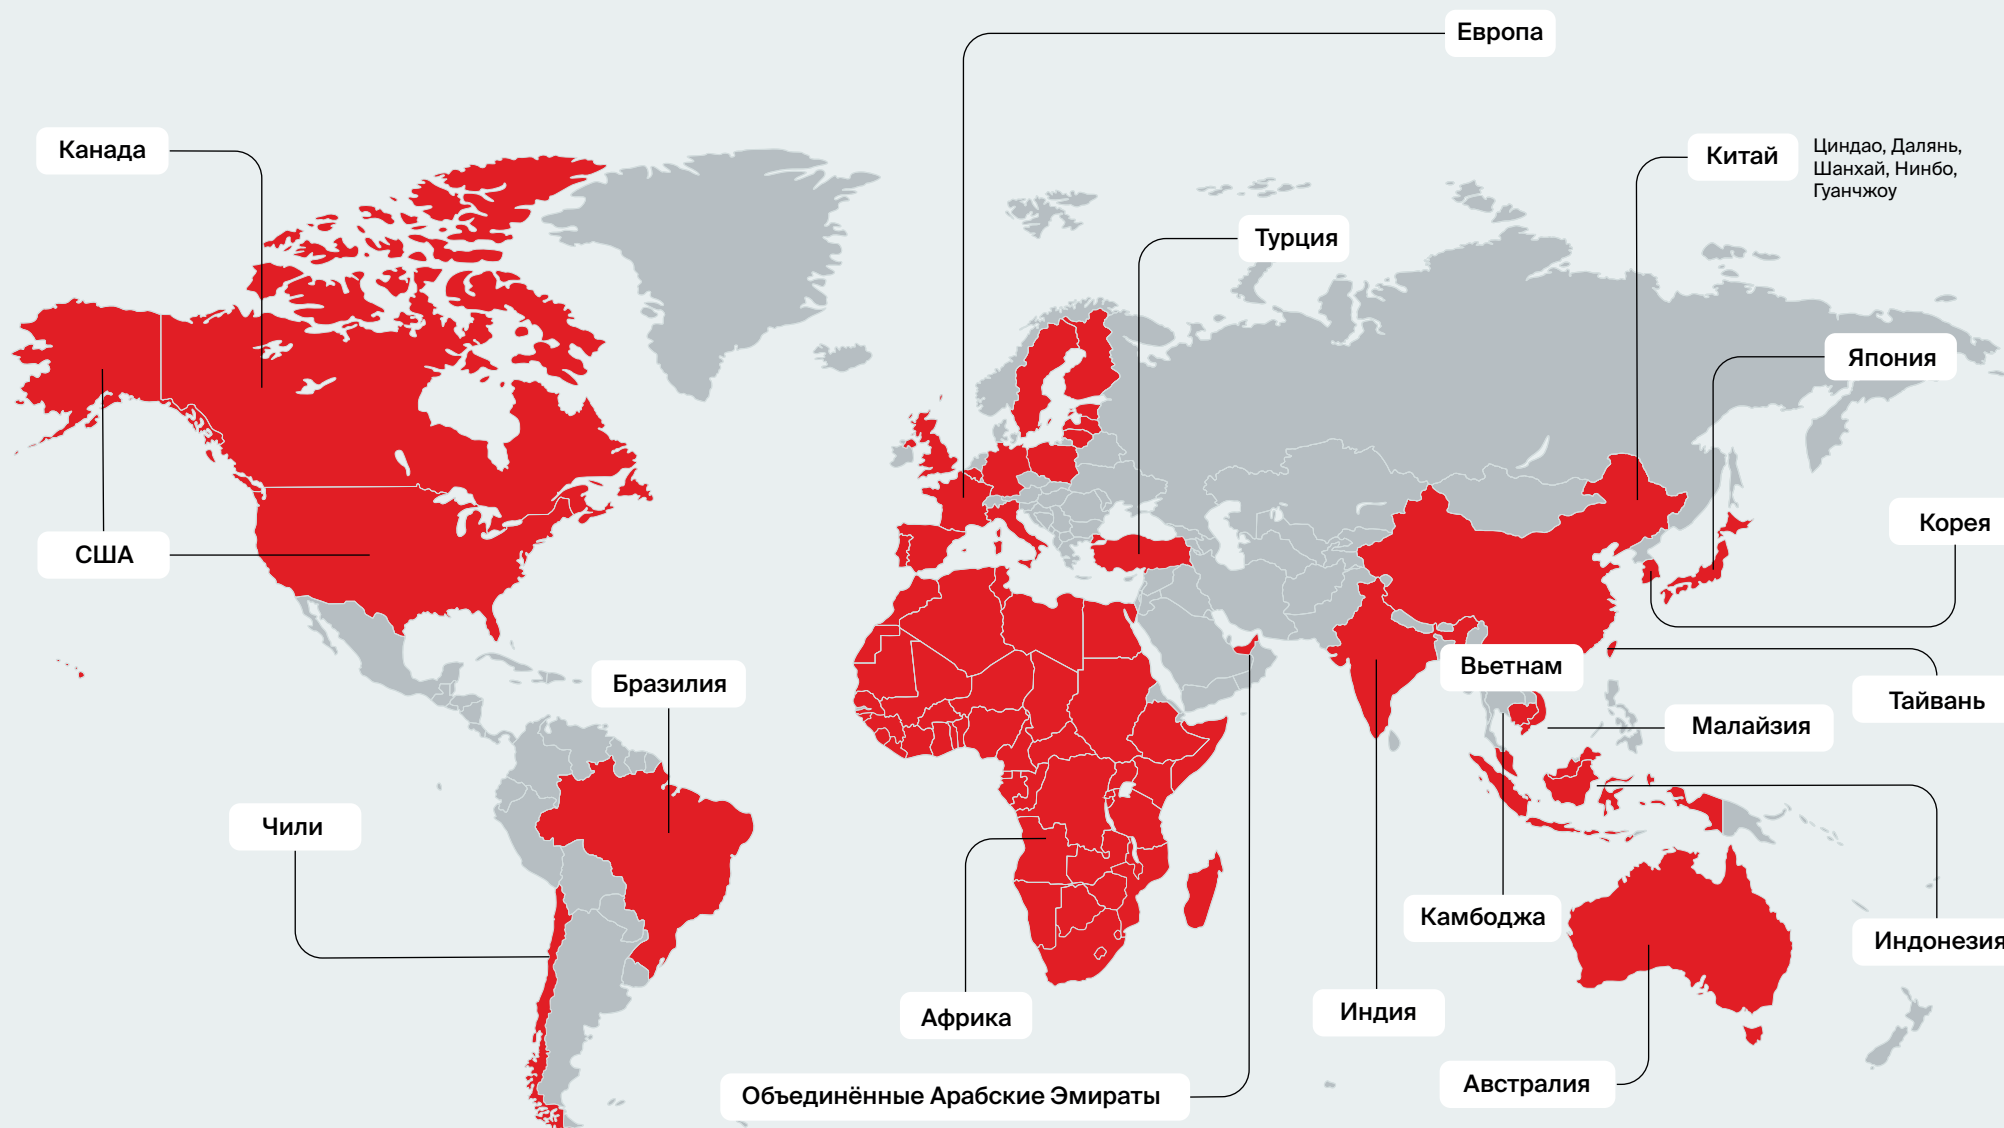 Европа
Канада
Китай
Циндао, Далянь,
Шанхай, Нинбо,
Гуанчжоу
Турция
Япония
Корея
США
Вьетнам
Бразилия
Тайвань
Малайзия
Чили
Камбоджа
Индонезия
Африка
Индия
Австралия
Объединённые Арабские Эмираты